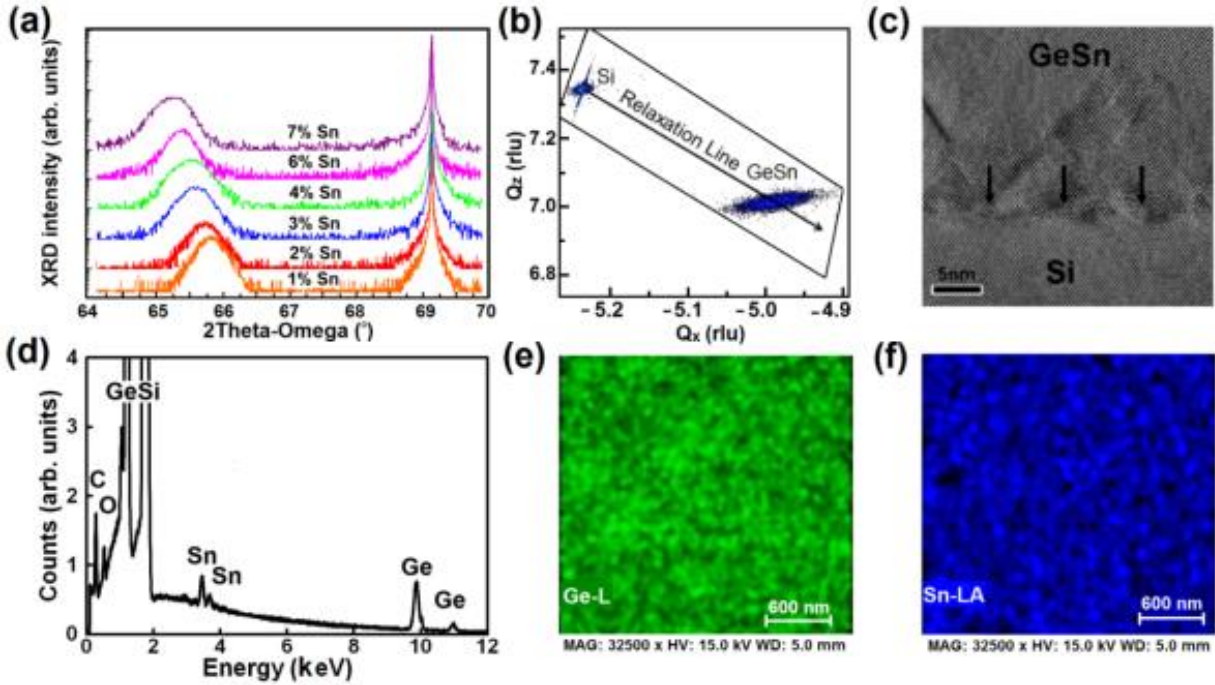 (a)
XRD intensity (arb. units)
7% Sn
6% Sn
4% Sn
3% Sn
2% Sn
1% Sn
64 65 66 67 68 69 70
2Theta-Omega (°)
(b)
7.4
7.2
7.0
6.8
Qz (rlu)
Si
Relaxation Line
GeSn
−5.2 −5.1 −5.0 −4.9
Qx (rlu)
(c)
GeSn
Si
5nm
(d)
4
3
2
1
0
Counts (arb. units)
GeSi
C
O
Sn
Sn
Ge
Ge
0 2 4 6 8 10 12
Energy (keV)
(e)
Ge-L
600 nm
MAG: 32500 x HV: 15.0 kV WD: 5.0 mm
(f)
Sn-LA
600 nm
MAG: 32500 x HV: 15.0 kV WD: 5.0 mm